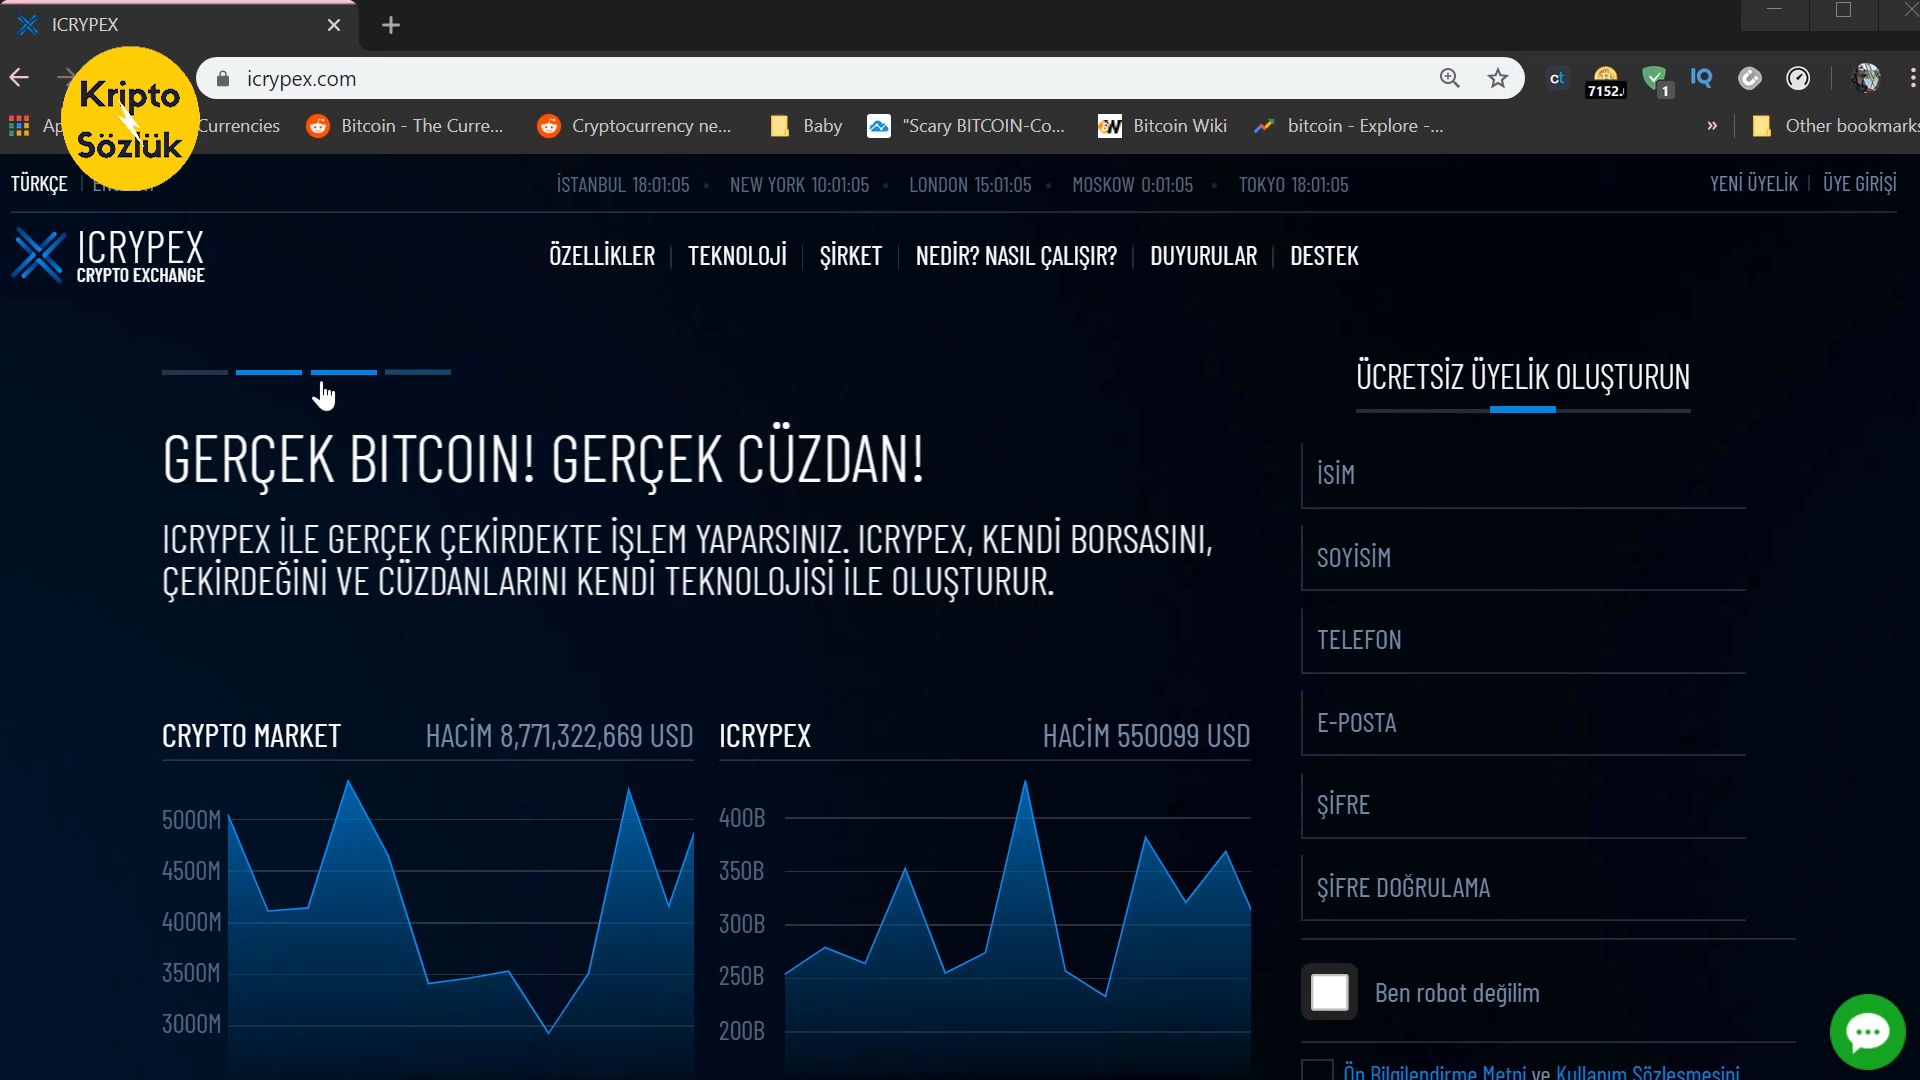 ICRYPEX
Kripto
Sözlük
icrypex.com
ct
7152.
1
IQ
Currencies
Bitcoin - The Curre...
Cryptocurrency ne...
Baby
"Scary BITCOIN-Co...
Bitcoin Wiki
bitcoin - Explore -...
»
Other bookmarks
TÜRKÇE
İSTANBUL 18:01:05 • NEW YORK 10:01:05 • LONDON 15:01:05 • MOSKOW 0:01:05 • TOKYO 18:01:05
YENİ ÜYELİK | ÜYE GİRİŞİ
ICRYPEX
CRYPTO EXCHANGE
ÖZELLİKLER | TEKNOLOJİ | ŞİRKET | NEDİR? NASIL ÇALIŞIR? | DUYURULAR | DESTEK
GERÇEK BITCOIN! GERÇEK CÜZDAN!
ICRYPEX İLE GERÇEK ÇEKİRDEKTE İŞLEM YAPARSINIZ. ICRYPEX, KENDİ BORSASINI,
ÇEKİRDEĞİNİ VE CÜZDANLARINI KENDİ TEKNOLOJİSİ İLE OLUŞTURUR.
CRYPTO MARKET HACİM 8,771,322,669 USD
5000M
4500M
4000M
3500M
3000M
ICRYPEX HACİM 550099 USD
400B
350B
300B
250B
200B
ÜCRETSİZ ÜYELİK OLUŞTURUN
İSİM
SOYİSİM
TELEFON
E-POSTA
ŞİFRE
ŞİFRE DOĞRULAMA
Ben robot değilim
Ön Bilgilendirme Metni ve Kullanım Sözleşmesini